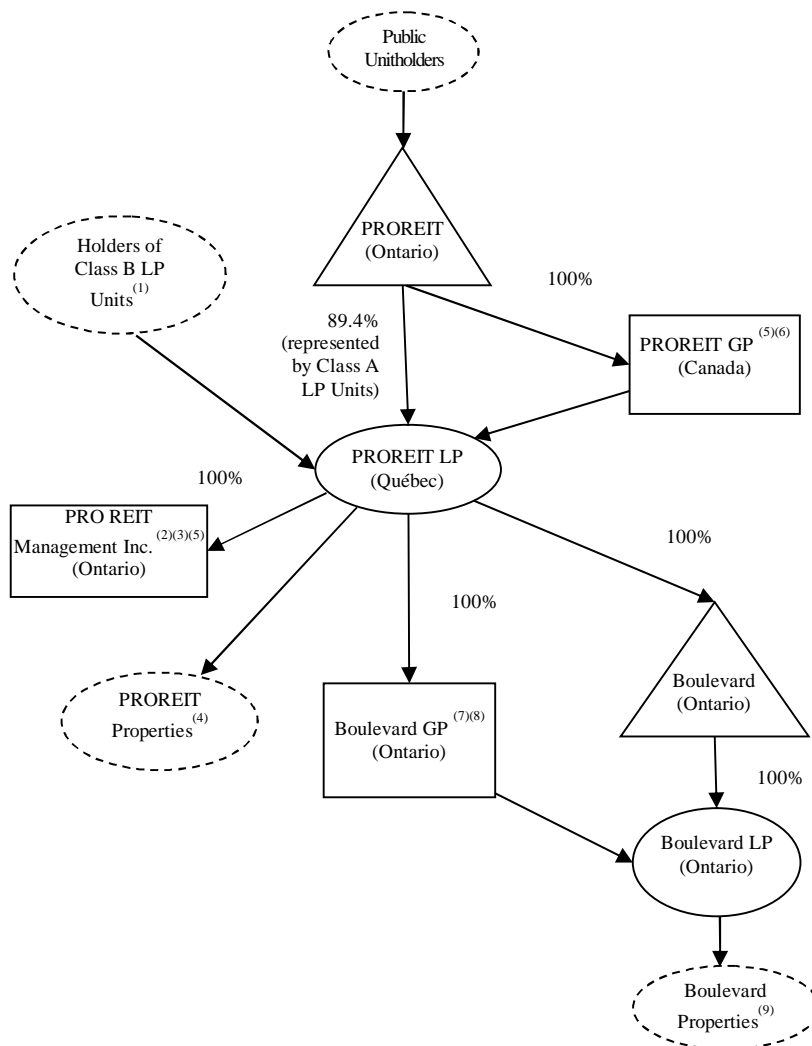 Public
Unitholders
PROREIT
(Ontario)
Holders of
Class B LP
Units(1)
100%
89.4%
(represented
by Class A
LP Units)
PROREIT GP (5)(6)
(Canada)
PROREIT LP
(Québec)
100%
PRO REIT
Management Inc. (2)(3)(5)
(Ontario)
100%
100%
PROREIT
Properties(4)
Boulevard GP (7)(8)
(Ontario)
Boulevard
(Ontario)
100%
Boulevard LP
(Ontario)
Boulevard
Properties(9)